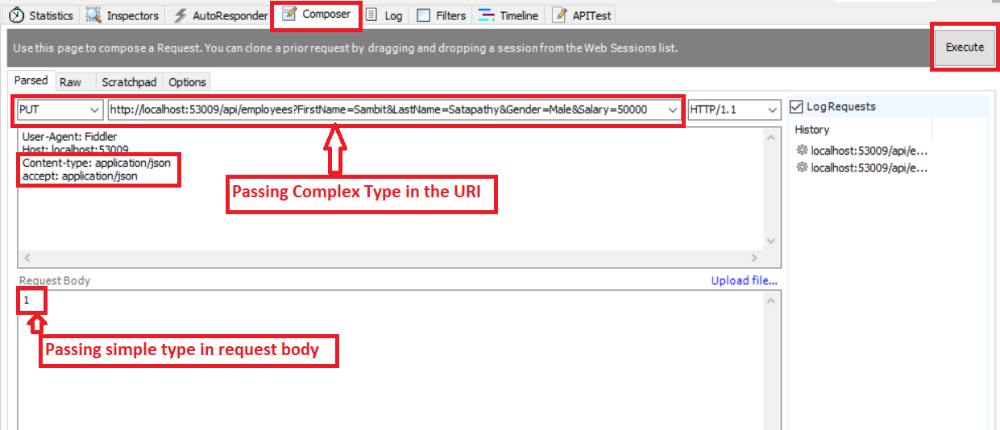 Statistics Inspectors AutoResponder Composer Log Filters Timeline APITest
Use this page to compose a Request. You can clone a prior request by dragging and dropping a session from the Web Sessions list.
Execute
Parsed Raw Scratchpad Options
PUT http://localhost:53009/api/employees?FirstName=Sambit&LastName=Satapathy&Gender=Male&Salary=50000 HTTP/1.1
Log Requests
History
localhost:53009/api/e...
localhost:53009/api/e...
User-Agent: Fiddler
Host: localhost:53009
Content-type: application/json
accept: application/json
Passing Complex Type in the URI
Request Body Upload file...
1
Passing simple type in request body